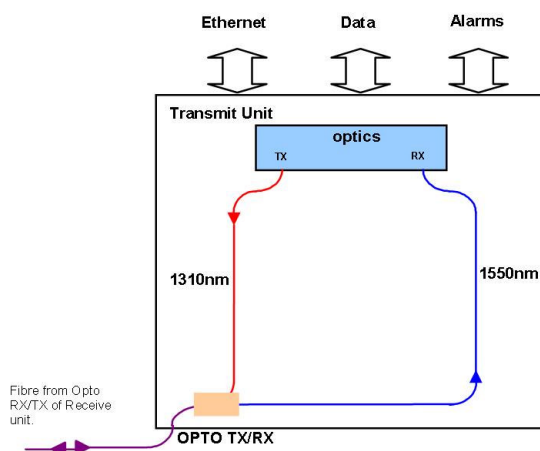 Ethernet Data Alarms
Transmit Unit
optics
TX RX
1310nm 1550nm
Fibre from Opto
RX/TX of Receive
unit.
OPTO TX/RX